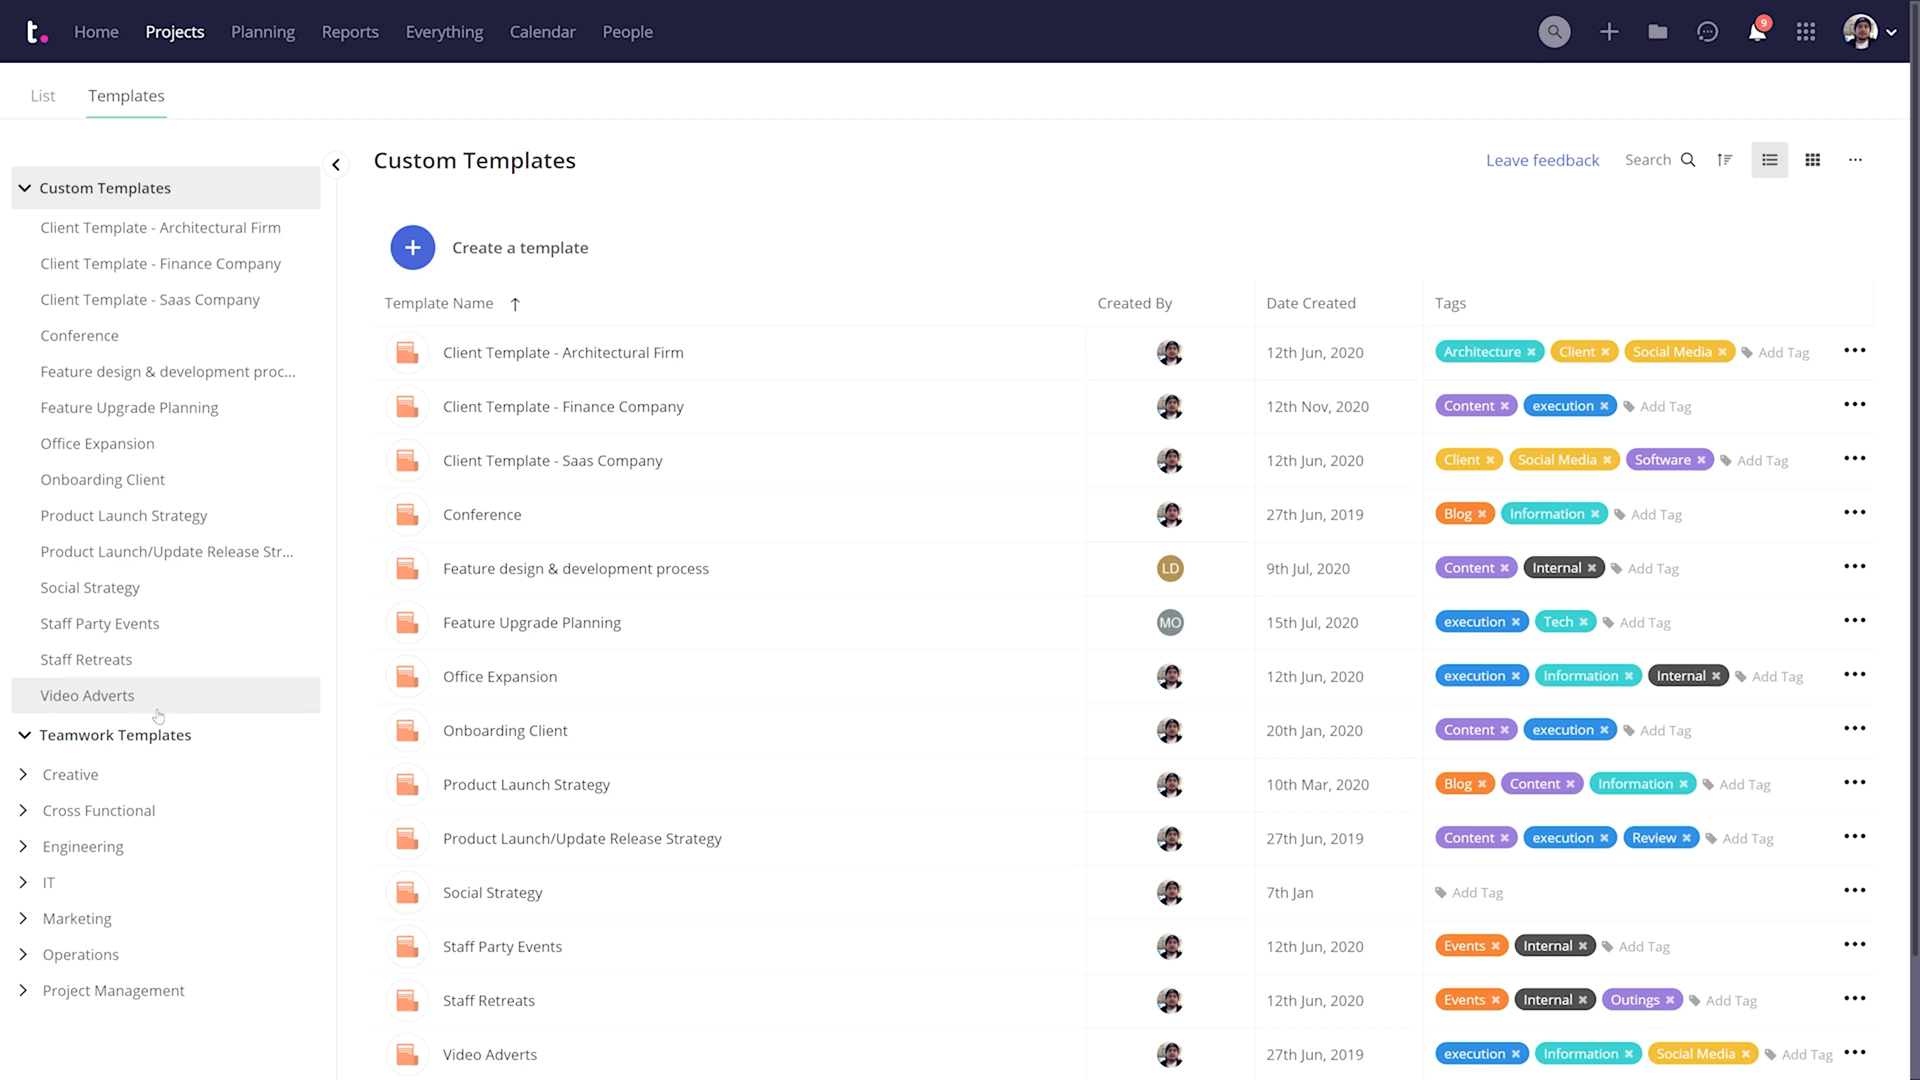 t.
Home
Projects
Planning
Reports
Everything
Calendar
People
9
List
Templates
Custom Templates
Client Template - Architectural Firm
Client Template - Finance Company
Client Template - Saas Company
Conference
Feature design & development proc...
Feature Upgrade Planning
Office Expansion
Onboarding Client
Product Launch Strategy
Product Launch/Update Release Str...
Social Strategy
Staff Party Events
Staff Retreats
Video Adverts
Teamwork Templates
Creative
Cross Functional
Engineering
IT
Marketing
Operations
Project Management
Custom Templates
Leave feedback
Search
Create a template
Template Name Created By Date Created Tags
Client Template - Architectural Firm 12th Jun, 2020 Architecture Client Social Media Add Tag
Client Template - Finance Company 12th Nov, 2020 Content execution Add Tag
Client Template - Saas Company 12th Jun, 2020 Client Social Media Software Add Tag
Conference 27th Jun, 2019 Blog Information Add Tag
Feature design & development process LD 9th Jul, 2020 Content Internal Add Tag
Feature Upgrade Planning MO 15th Jul, 2020 execution Tech Add Tag
Office Expansion 12th Jun, 2020 execution Information Internal Add Tag
Onboarding Client 20th Jan, 2020 Content execution Add Tag
Product Launch Strategy 10th Mar, 2020 Blog Content Information Add Tag
Product Launch/Update Release Strategy 27th Jun, 2019 Content execution Review Add Tag
Social Strategy 7th Jan Add Tag
Staff Party Events 12th Jun, 2020 Events Internal Add Tag
Staff Retreats 12th Jun, 2020 Events Internal Outings Add Tag
Video Adverts 27th Jun, 2019 execution Information Social Media Add Tag